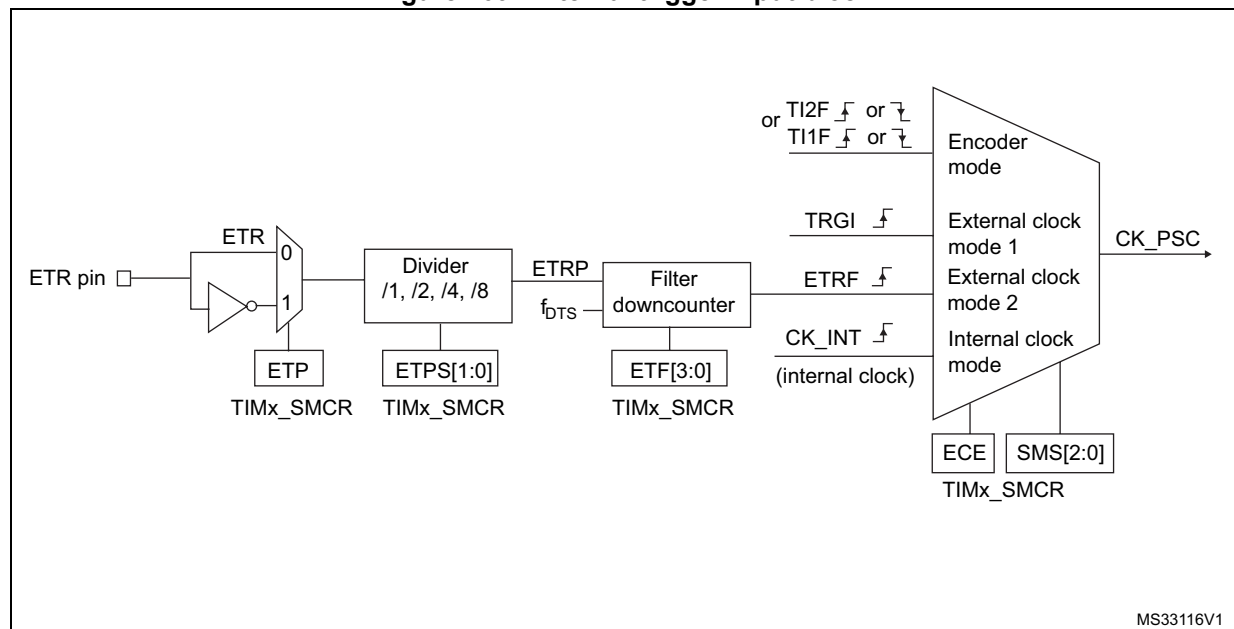 or TI2F or
TI1F or
Encoder
mode
TRGI
External clock
mode 1
CK_PSC
ETR
0
ETR pin
1
Divider
/1, /2, /4, /8
ETRP
fDTS
Filter
downcounter
ETRF
External clock
mode 2
CK_INT
(internal clock)
Internal clock
mode
ETP
TIMx_SMCR
ETPS[1:0]
TIMx_SMCR
ETF[3:0]
TIMx_SMCR
ECE
SMS[2:0]
TIMx_SMCR
MS33116V1